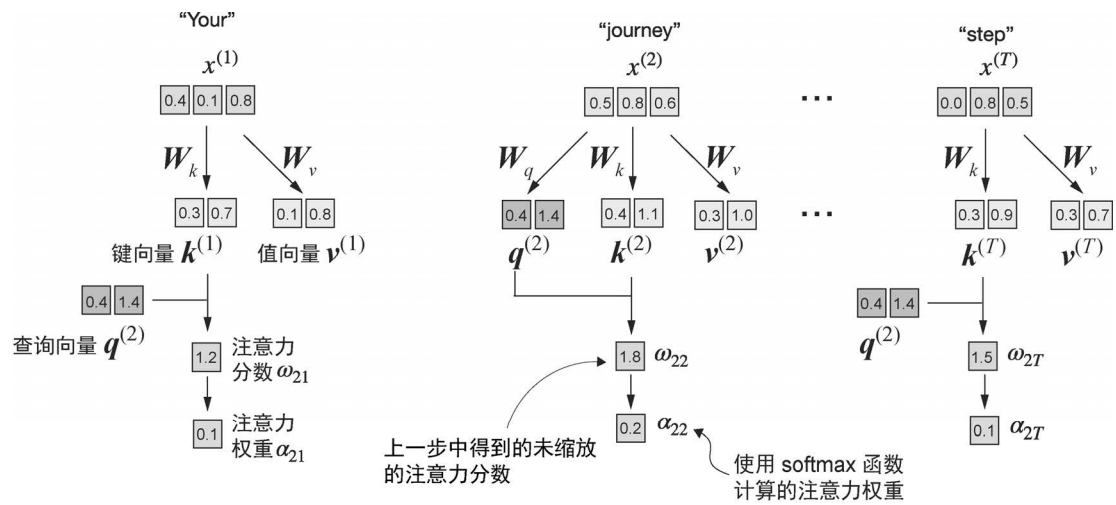 “Your” “journey” “step”
x(1) x(2) x(T)
0.4 0.1 0.8 0.5 0.8 0.6 ... 0.0 0.8 0.5
Wk Wv Wq Wk Wv Wk Wv
0.3 0.7 0.1 0.8 0.4 1.4 0.4 1.1 0.3 1.0 ... 0.3 0.9 0.3 0.7
键向量 k(1) 值向量 v(1) q(2) k(2) v(2) k(T) v(T)
0.4 1.4 0.4 1.4
查询向量 q(2) q(2)
1.2 注意力 1.8 ω22 1.5 ω2T
分数 ω21
0.1 注意力 0.2 α22 0.1 α2T
权重 α21
上一步中得到的未缩放
的注意力分数
使用 softmax 函数
计算的注意力权重